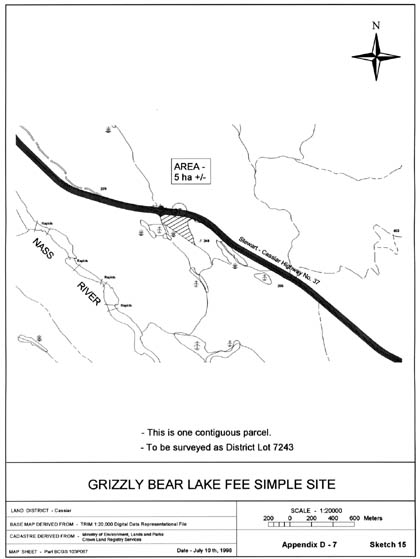 N
AREA -
5 ha +/-
Rapids
NASS
Rapids
RIVER
Rapids
Rapids
Stewart - Cassiar Highway No. 37
- This is one contiguous parcel.
- To be surveyed as District Lot 7243
GRIZZLY BEAR LAKE FEE SIMPLE SITE
LAND DISTRICT - Cassiar
BASE MAP DERIVED FROM - TRIM 1:20,000 Digital Data Representational File
CADASTRE DERIVED FROM - Ministry of Environment, Lands and Parks
Crown Land Registry Services
MAP SHEET - Part BCGS 103P067
Date - July 10th, 1998
SCALE - 1:20000
200 0 200 400 600 Meters
Appendix D - 7 Sketch 15